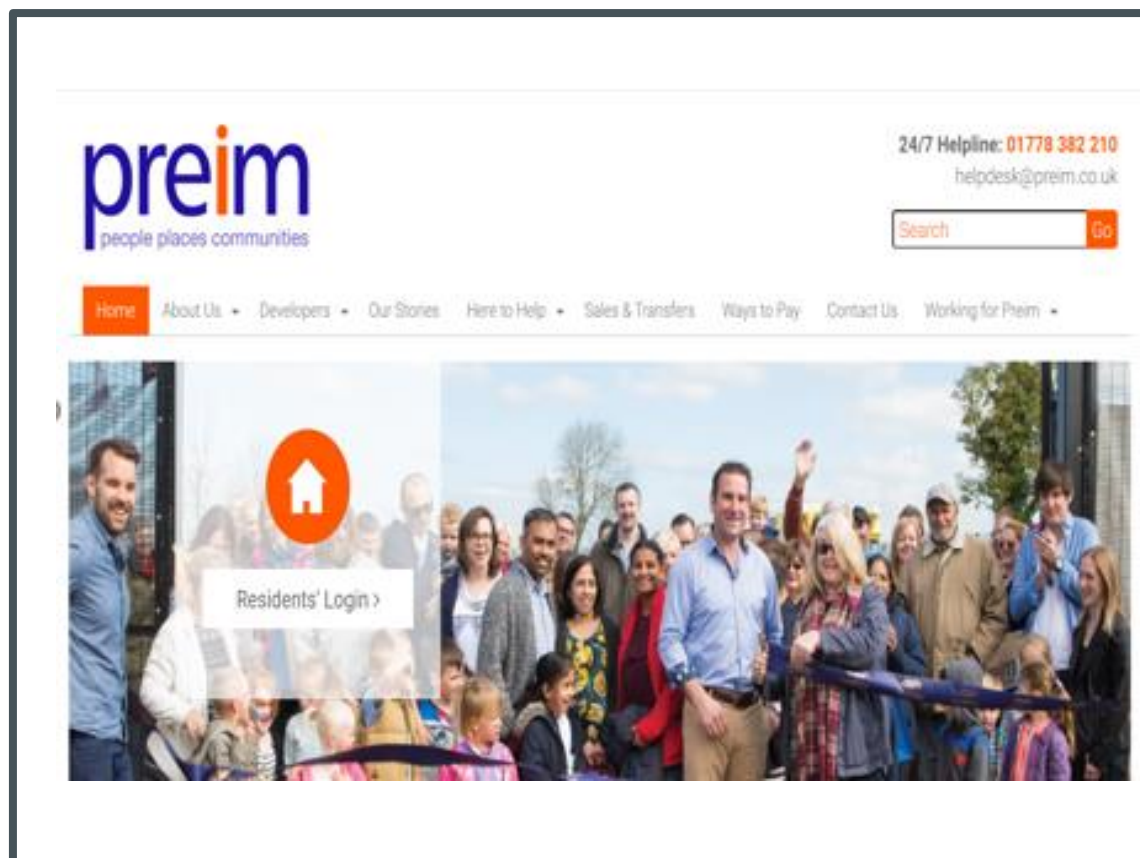 preim
people places communities
24/7 Helpline: 01778 382 210
helpdesk@preim.co.uk
Search Go
Home About Us Developers Our Stories Here to Help Sales & Transfers Ways to Pay Contact Us Working for Preim
Residents' Login >